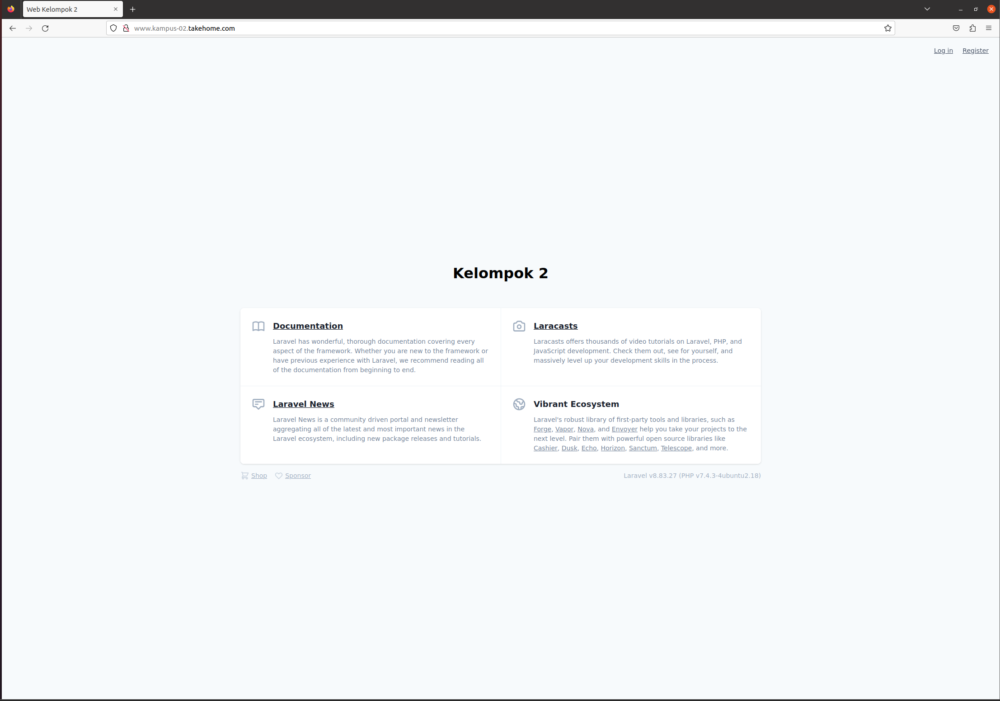 Web Kelompok 2
www.kampus-02.takehome.com
Log in Register
Kelompok 2
Documentation
Laravel has wonderful, thorough documentation covering every
aspect of the framework. Whether you are new to the framework or
have previous experience with Laravel, we recommend reading all
of the documentation from beginning to end.
Laracasts
Laracasts offers thousands of video tutorials on Laravel, PHP, and
JavaScript development. Check them out, see for yourself, and
massively level up your development skills in the process.
Laravel News
Laravel News is a community driven portal and newsletter
aggregating all of the latest and most important news in the
Laravel ecosystem, including new package releases and tutorials.
Vibrant Ecosystem
Laravel's robust library of first-party tools and libraries, such as
Forge, Vapor, Nova, and Envoyer help you take your projects to the
next level. Pair them with powerful open source libraries like
Cashier, Dusk, Echo, Horizon, Sanctum, Telescope, and more.
Shop Sponsor
Laravel v8.83.27 (PHP v7.4.3-4ubuntu2.18)